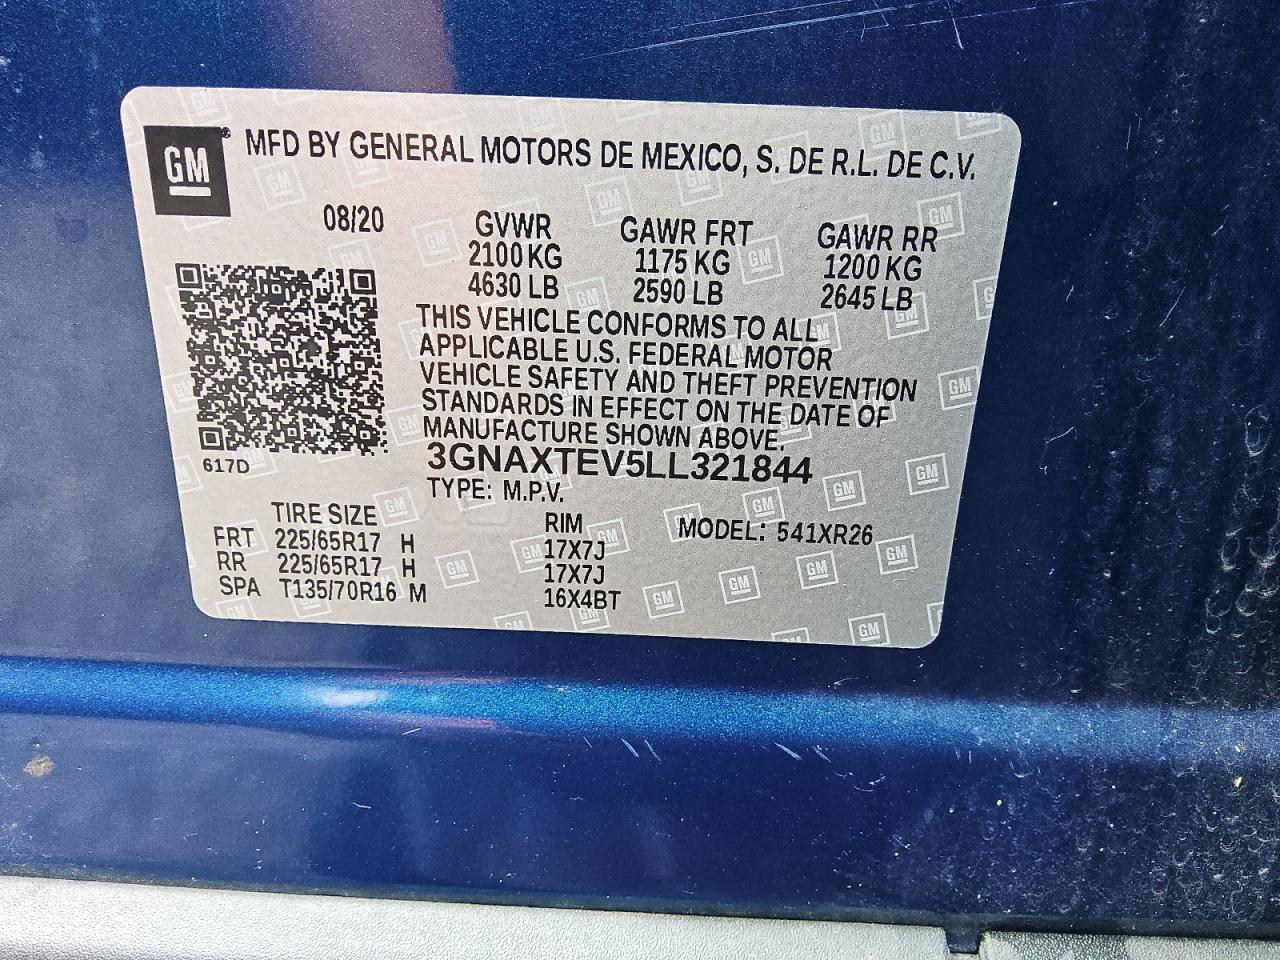 GM ® MFD BY GENERAL MOTORS DE MEXICO, S. DE R.L. DE C.V.
08/20 GVWR GAWR FRT GAWR RR
2100 KG 1175 KG 1200 KG
4630 LB 2590 LB 2645 LB
THIS VEHICLE CONFORMS TO ALL
APPLICABLE U.S. FEDERAL MOTOR
VEHICLE SAFETY AND THEFT PREVENTION
STANDARDS IN EFFECT ON THE DATE OF
MANUFACTURE SHOWN ABOVE.
617D 3GNAXTEV5LL321844
TYPE: M.P.V.
TIRE SIZE RIM MODEL: 541XR26
FRT 225/65R17 H 17X7J
RR 225/65R17 H 17X7J
SPA T135/70R16 M 16X4BT